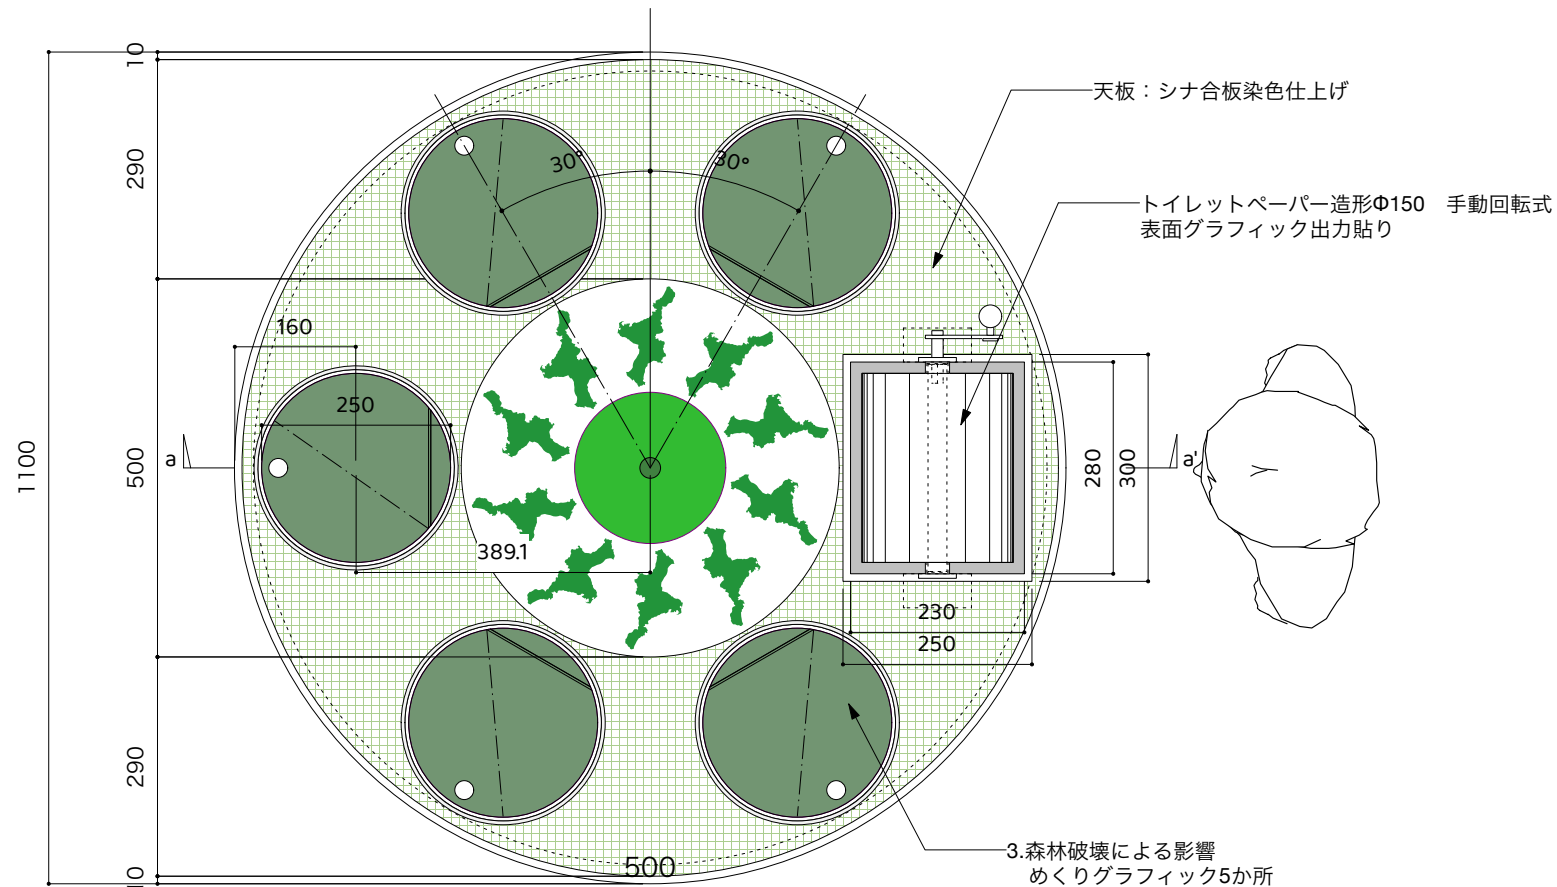 10
天板：シナ合板染色仕上げ
290
30°
30°
トイレットペーパー造形Φ150　手動回転式
表面グラフィック出力貼り
160
250
1100
500
a
280
300
a'
389.1
230
250
290
3.森林破壊による影響
めくりグラフィック5か所
500
10